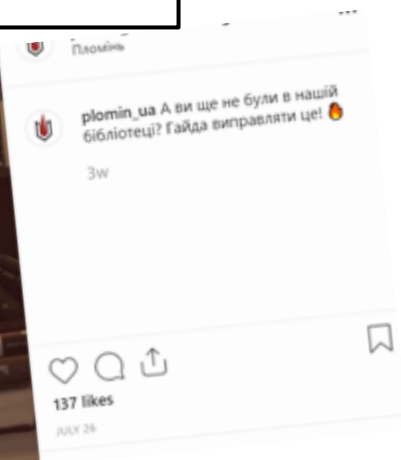 Пломінь
plomin_ua А ви ще не були в нашій
бібліотеці? Гайда виправляти це! 🔥
3w
137 likes
JULY 26